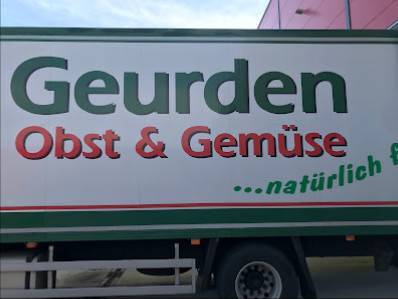 Geurden
Obst & Gemüse
...natürlich